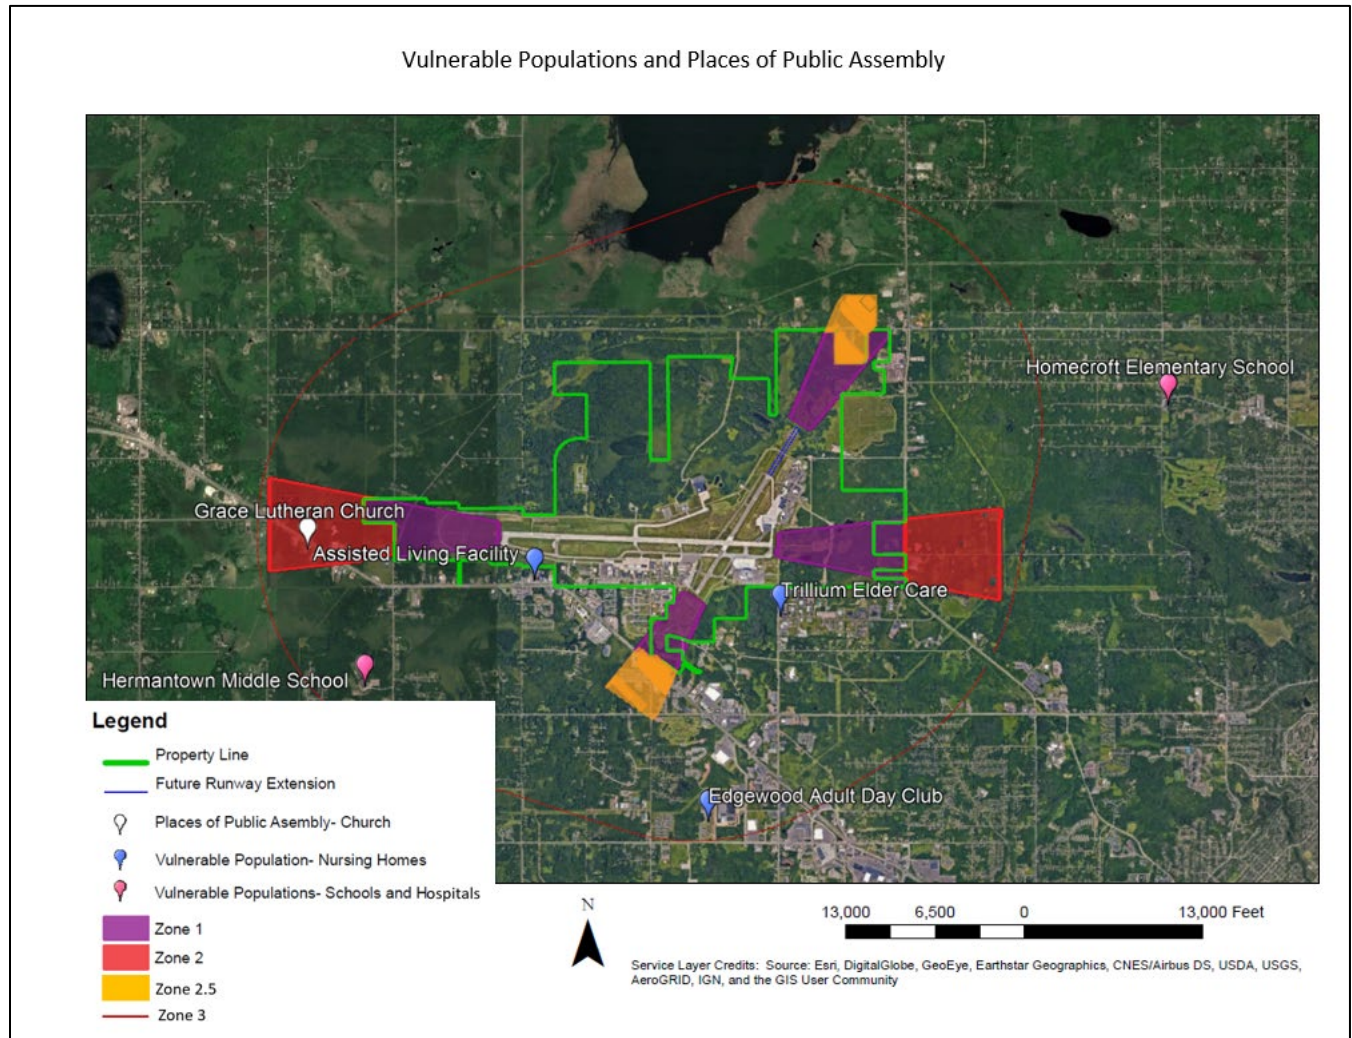 Vulnerable Populations and Places of Public Assembly
Homecroft Elementary School
Grace Lutheran Church
Assisted Living Facility
Trillium Elder Care
Hermantown Middle School
Edgewood Adult Day Club
Legend
Property Line
Future Runway Extension
Places of Public Asembly- Church
Vulnerable Population- Nursing Homes
Vulnerable Populations- Schools and Hospitals
Zone 1
Zone 2
Zone 2.5
Zone 3
N
13,000 6,500 0 13,000 Feet
Service Layer Credits: Source: Esri, DigitalGlobe, GeoEye, Earthstar Geographics, CNES/Airbus DS, USDA, USGS,
AeroGRID, IGN, and the GIS User Community